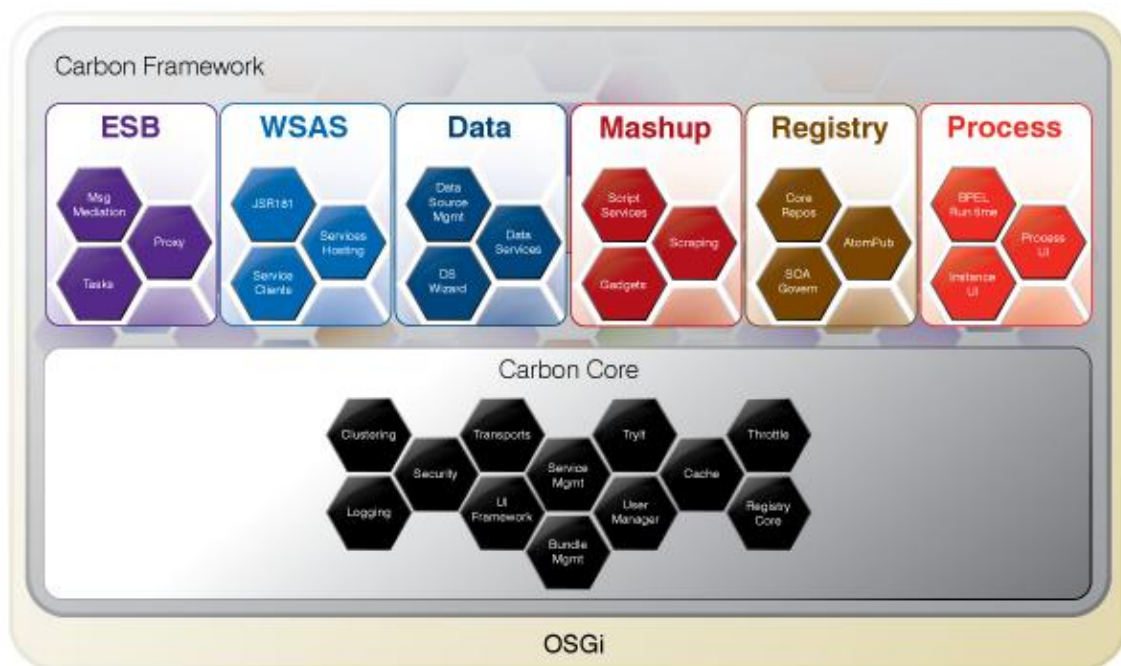 Carbon Framework
ESB
Msg
Mediation
Proxy
Tasks
WSAS
JSR181
Services
Hosting
Service
Clients
Data
Data
Source
Mgmt
Data
Services
DS
Wizard
Mashup
Script
Services
Scraping
Gadgets
Registry
Core
Repos
AtomPub
SOA
Govern
Process
BPEL
Run time
Process
UI
Instance
UI
Carbon Core
Clustering
Transports
TryIt
Throttle
Security
Service
Mgmt
Cache
Logging
UI
Framework
User
Manager
Registry
Core
Bundle
Mgmt
OSGi